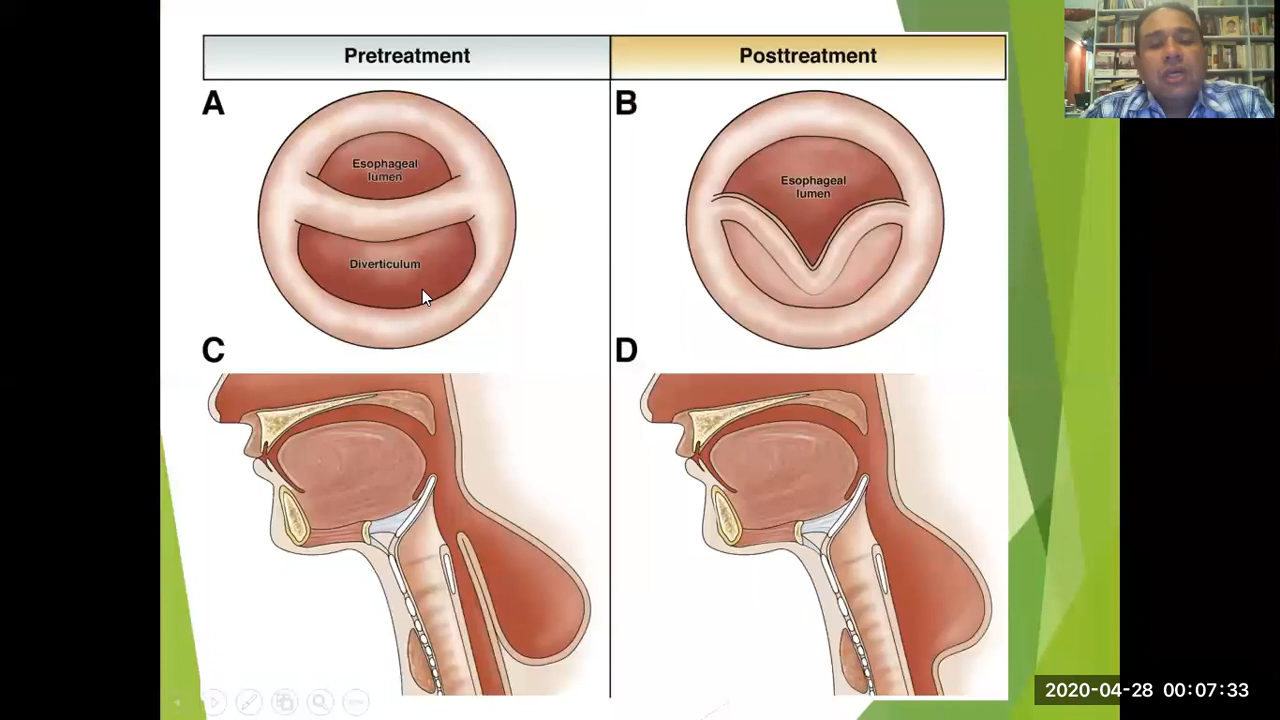 Pretreatment
Posttreatment
A
B
Esophageal
lumen
Diverticulum
Esophageal
lumen
C
D
2020-04-28 00:07:33